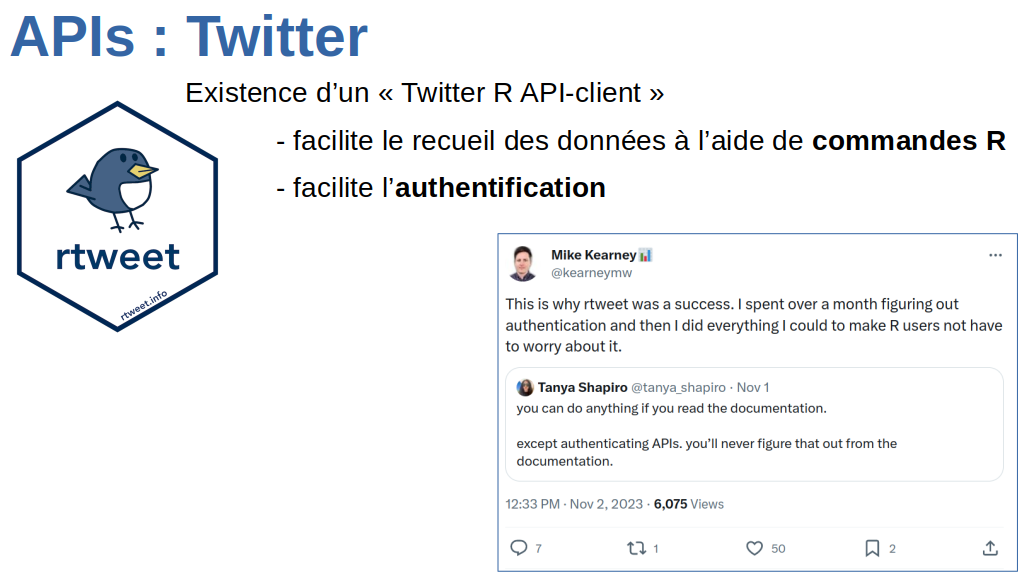 APIs : Twitter
Existence d’un « Twitter R API-client »
- facilite le recueil des données à l’aide de commandes R
- facilite l’authentification
rtweet
rtweet.info
Mike Kearney📊
@kearneymw
This is why rtweet was a success. I spent over a month figuring out
authentication and then I did everything I could to make R users not have
to worry about it.
Tanya Shapiro @tanya_shapiro · Nov 1
you can do anything if you read the documentation.
except authenticating APIs. you’ll never figure that out from the
documentation.
12:33 PM · Nov 2, 2023 · 6,075 Views
7 1 50 2